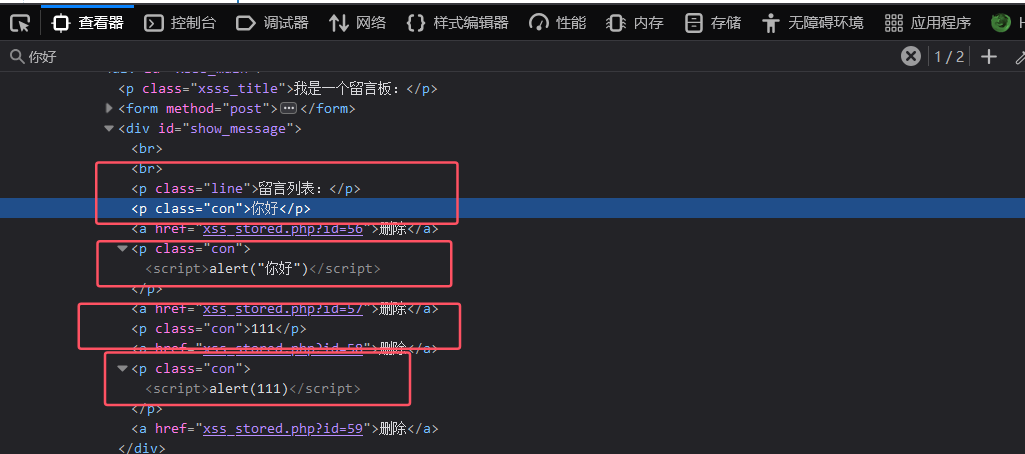 查看器 控制台 调试器 网络 样式编辑器 性能 内存 存储 无障碍环境 应用程序 H
你好 1 / 2
<p class="xsss_title">我是一个留言板：</p>
<form method="post"></form>
<div id="show_message">
<br>
<br>
<p class="line">留言列表：</p>
<p class="con">你好</p>
<a href="xss_stored.php?id=56">删除</a>
<p class="con">
<script>alert("你好")</script>
</p>
<a href="xss_stored.php?id=57">删除</a>
<p class="con">111</p>
<a href="xss_stored.php?id=58">删除</a>
<p class="con">
<script>alert(111)</script>
</p>
<a href="xss_stored.php?id=59">删除</a>
</div>